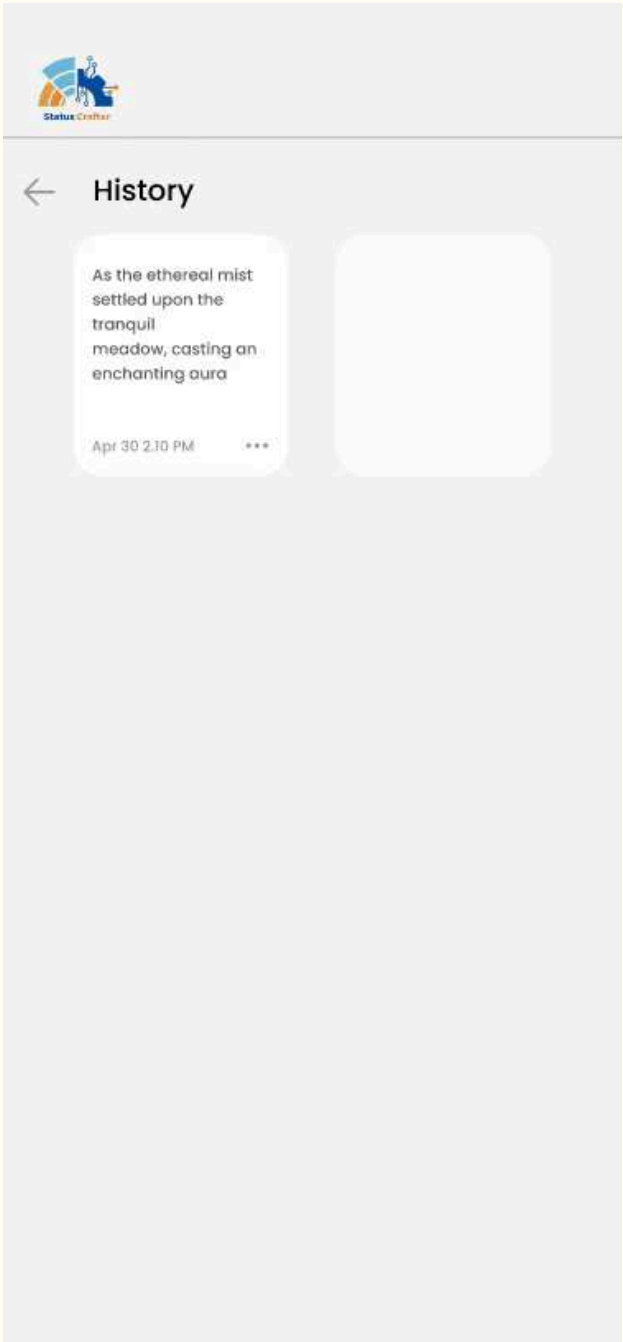 Status Crafter
History
As the ethereal mist
settled upon the
tranquil
meadow, casting an
enchanting aura
Apr 30 2.10 PM